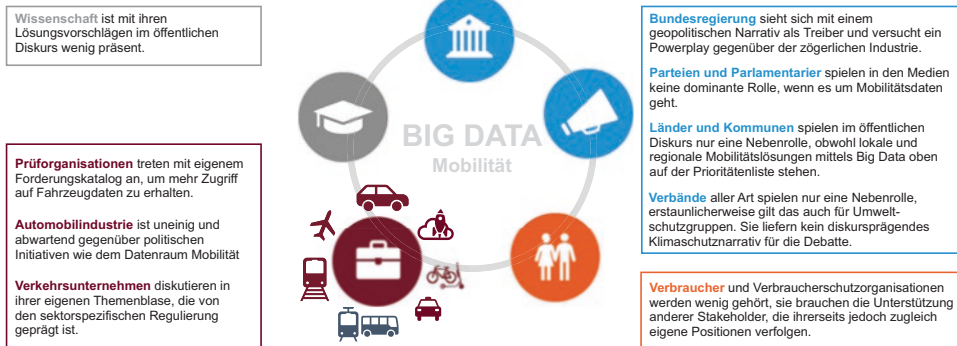 Wissenschaft ist mit ihren
Lösungsvorschlägen im öffentlichen
Diskurs wenig präsent.
Prüforganisationen treten mit eigenem
Forderungskatalog an, um mehr Zugriff
auf Fahrzeugdaten zu erhalten.
Automobilindustrie ist uneinig und
abwartend gegenüber politischen
Initiativen wie dem Datenraum Mobilität
Verkehrsunternehmen diskutieren in
ihrer eigenen Themenblase, die von
den sektorspezifischen Regulierung
geprägt ist.
BIG DATA
Mobilität
Bundesregierung sieht sich mit einem
geopolitischen Narrativ als Treiber und versucht ein
Powerplay gegenüber der zögerlichen Industrie.
Parteien und Parlamentarier spielen in den Medien
keine dominante Rolle, wenn es um Mobilitätsdaten
geht.
Länder und Kommunen spielen im öffentlichen
Diskurs nur eine Nebenrolle, obwohl lokale und
regionale Mobilitätslösungen mittels Big Data oben
auf der Prioritätenliste stehen.
Verbände aller Art spielen nur eine Nebenrolle,
erstaunlicherweise gilt das auch für Umwelt-
schutzgruppen. Sie liefern kein diskursprägendes
Klimaschutznarrativ für die Debatte.
Verbraucher und Verbraucherschutzorganisationen
werden wenig gehört, sie brauchen die Unterstützung
anderer Stakeholder, die ihrerseits jedoch zugleich
eigene Positionen verfolgen.